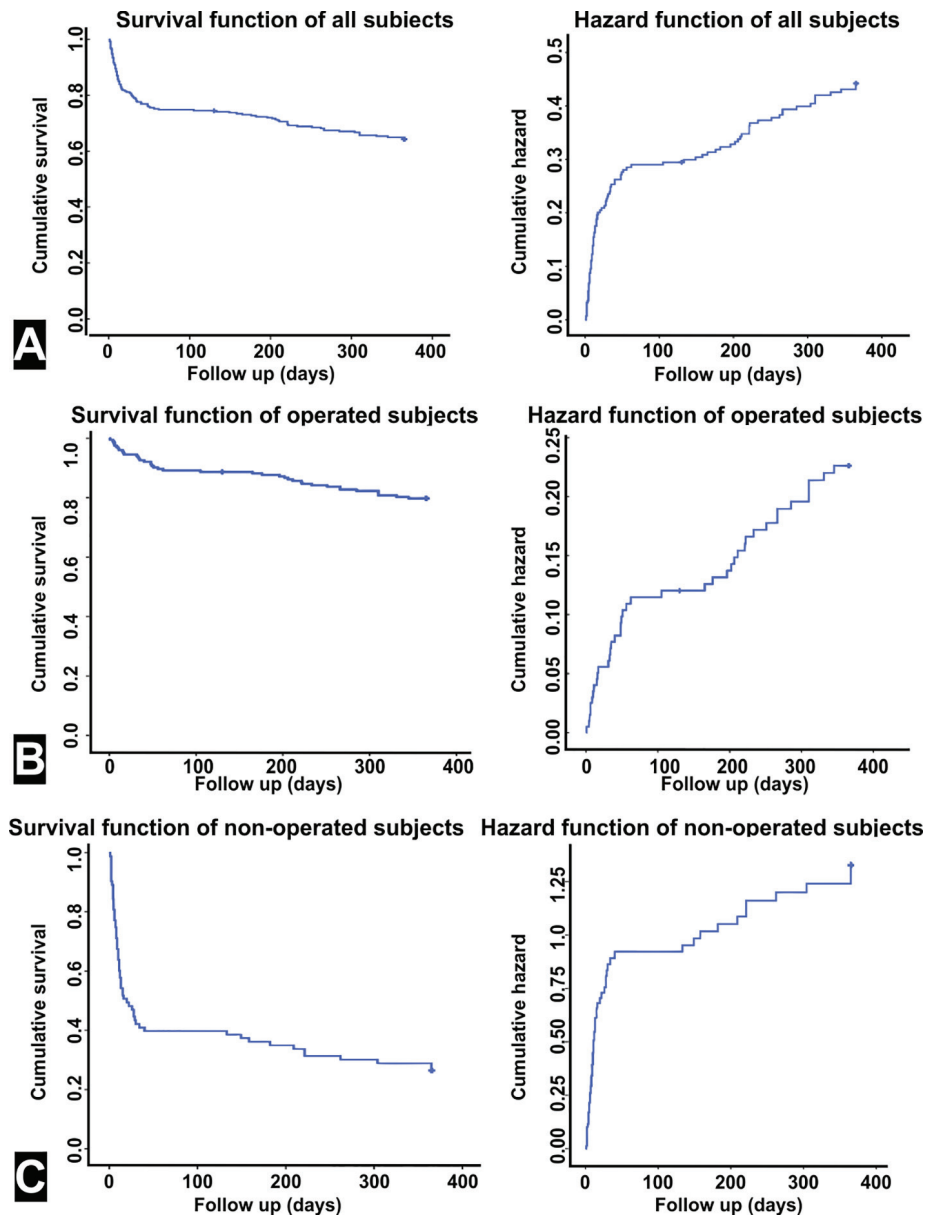 Survival function of all subjects
Cumulative survival
1.0
0.8
0.6
0.4
0.2
0.0
0 100 200 300 400
Follow up (days)
Hazard function of all subjects
Cumulative hazard
0.5
0.4
0.3
0.2
0.1
0.0
0 100 200 300 400
Follow up (days)
A
Survival function of operated subjects
Cumulative survival
1.0
0.8
0.6
0.4
0.2
0.0
0 100 200 300 400
Follow up (days)
Hazard function of operated subjects
Cumulative hazard
0.25
0.20
0.15
0.10
0.05
0.00
0 100 200 300 400
Follow up (days)
B
Survival function of non-operated subjects
Cumulative survival
1.0
0.8
0.6
0.4
0.2
0.0
0 100 200 300 400
Follow up (days)
Hazard function of non-operated subjects
Cumulative hazard
1.25
1.0
0.75
0.50
0.25
0.00
0 100 200 300 400
Follow up (days)
C